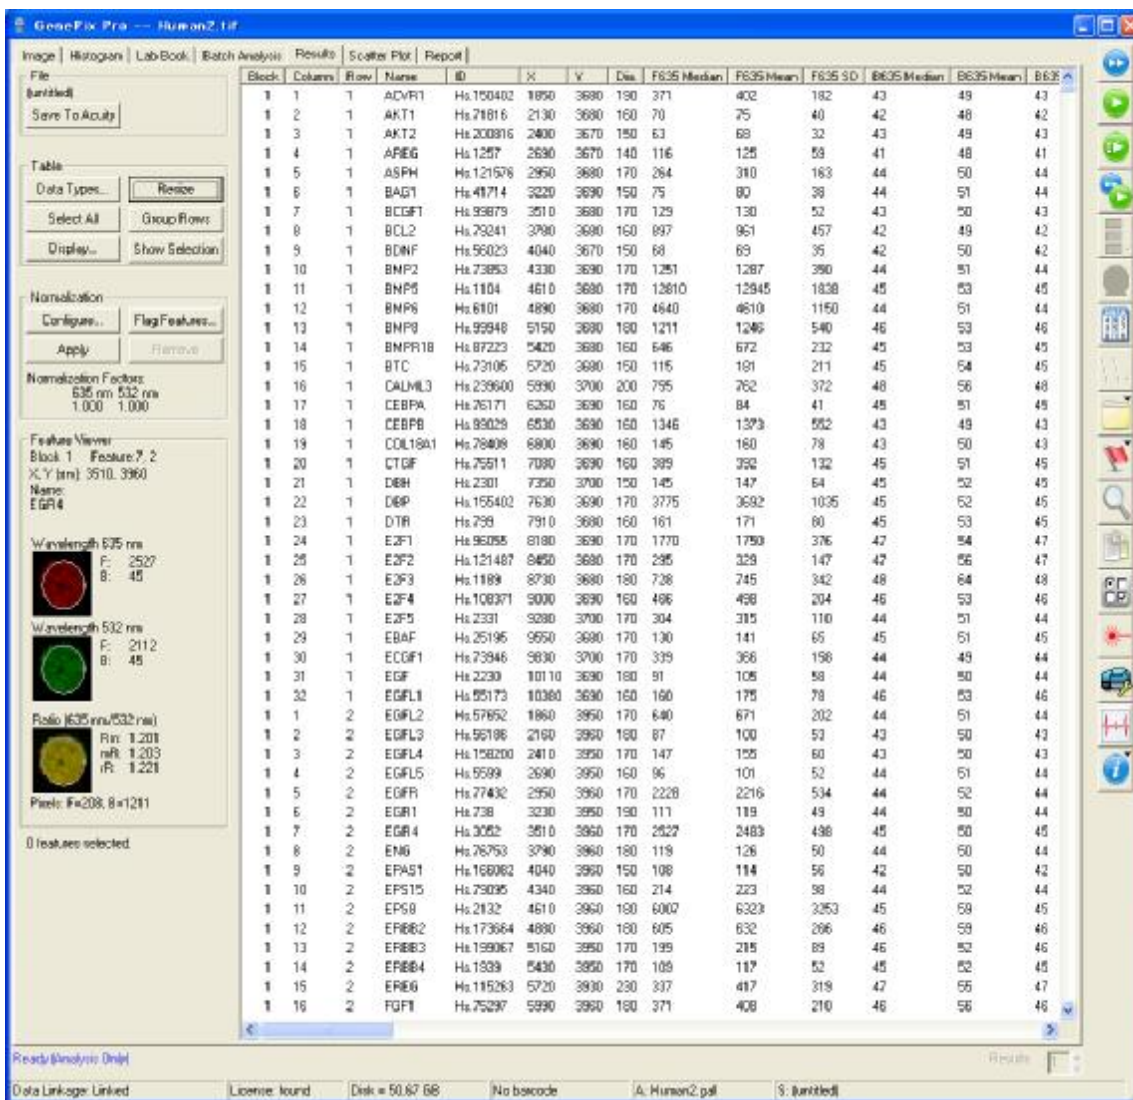 GenePix Pro --- Human2.tif
Image Histogram Lab Book Batch Analysis Results Scatter Plot Report
File
(untitled)
Save To Acuity
Table
Data Types... Resize
Select All Group Rows
Display... Show Selection
Normalization
Configure... Flag Features...
Apply Remove
Normalization Factors:
635 nm 532 nm
1.000 1.000
Feature Viewer
Block 1 Feature:7, 2
X, Y (nm): 3510, 3960
Name:
EGR4
Wavelength 635 nm
F: 2527
B: 45
Wavelength 532 nm
F: 2112
B: 45
Ratio (635 nm/532 nm)
Rm: 1.201
mR: 1.203
rR: 1.221
Pixels: F=208, B=1211
0 features selected
Block Column Row Name ID X Y Dia. F635 Median F635 Mean F635 SD B635 Median B635 Mean B635
1 1 1 ACVR1 Hs.150402 1850 3680 190 371 402 182 43 49 43
1 2 1 AKT1 Hs.71816 2130 3680 160 70 75 40 42 48 42
1 3 1 AKT2 Hs.200816 2400 3670 150 63 68 32 43 49 43
1 4 1 AREG Hs.1257 2690 3670 140 116 125 59 41 48 41
1 5 1 ASPH Hs.121576 2950 3680 170 264 310 163 44 50 44
1 6 1 BAG1 Hs.41714 3220 3690 150 75 80 38 44 51 44
1 7 1 BCGF1 Hs.99879 3510 3680 170 129 130 52 43 50 43
1 8 1 BCL2 Hs.79241 3780 3680 160 897 961 457 42 49 42
1 9 1 BDNF Hs.56023 4040 3670 150 68 69 35 42 50 42
1 10 1 BMP2 Hs.73853 4330 3690 170 1251 1287 390 44 51 44
1 11 1 BMP5 Hs.1104 4610 3680 170 12810 12945 1838 45 53 45
1 12 1 BMP6 Hs.6101 4890 3680 170 4640 4610 1150 44 51 44
1 13 1 BMP8 Hs.99948 5150 3680 180 1211 1246 540 46 53 46
1 14 1 BMPR1B Hs.87223 5420 3680 160 646 672 232 45 53 45
1 15 1 BTC Hs.73105 5720 3680 150 115 181 211 45 54 45
1 16 1 CALML3 Hs.239600 5990 3700 200 755 762 372 48 56 48
1 17 1 CEBPA Hs.76171 6260 3690 160 76 84 41 45 51 45
1 18 1 CEBPB Hs.99029 6530 3690 160 1346 1373 552 43 49 43
1 19 1 COL18A1 Hs.78409 6800 3690 160 145 160 78 43 50 43
1 20 1 CTGF Hs.75511 7080 3690 160 389 392 132 45 51 45
1 21 1 DBH Hs.2301 7350 3700 150 145 147 64 45 52 45
1 22 1 DBP Hs.155402 7630 3690 170 3775 3692 1035 45 52 45
1 23 1 DTR Hs.799 7910 3680 160 161 171 80 45 53 45
1 24 1 E2F1 Hs.96055 8180 3690 170 1770 1750 376 47 54 47
1 25 1 E2F2 Hs.121487 8450 3680 170 295 329 147 47 56 47
1 26 1 E2F3 Hs.1189 8730 3680 180 728 745 342 48 64 48
1 27 1 E2F4 Hs.108371 9000 3690 160 486 498 204 46 53 46
1 28 1 E2F5 Hs.2331 9280 3700 170 304 315 110 44 51 44
1 29 1 EBAF Hs.25195 9550 3680 170 130 141 65 45 51 45
1 30 1 ECGF1 Hs.73946 9830 3700 170 339 366 158 44 49 44
1 31 1 EGF Hs.2230 10110 3690 180 91 105 58 44 50 44
1 32 1 EGFL1 Hs.55173 10380 3690 160 160 175 78 46 53 46
1 1 2 EGFL2 Hs.57652 1860 3950 170 640 671 202 44 51 44
1 2 2 EGFL3 Hs.56186 2160 3960 180 87 100 53 43 50 43
1 3 2 EGFL4 Hs.158200 2410 3950 170 147 155 60 43 50 43
1 4 2 EGFL5 Hs.5599 2690 3950 160 96 101 52 44 51 44
1 5 2 EGFR Hs.77432 2950 3960 170 2228 2216 534 44 52 44
1 6 2 EGR1 Hs.738 3230 3950 190 111 119 49 44 50 44
1 7 2 EGR4 Hs.3052 3510 3960 170 2527 2483 498 45 50 45
1 8 2 ENG Hs.76753 3790 3960 180 119 126 50 44 50 44
1 9 2 EPAS1 Hs.166082 4040 3960 150 108 114 56 42 50 42
1 10 2 EPS15 Hs.79095 4340 3960 160 214 223 98 44 52 44
1 11 2 EPS8 Hs.2132 4610 3960 180 6007 6323 3253 45 59 45
1 12 2 ERBB2 Hs.173664 4880 3960 180 605 632 286 46 59 46
1 13 2 ERBB3 Hs.199067 5160 3950 170 199 215 89 46 52 46
1 14 2 ERBB4 Hs.1939 5430 3950 170 109 117 52 45 52 45
1 15 2 EREG Hs.115263 5720 3930 230 337 417 319 47 55 47
1 16 2 FGF1 Hs.75297 5990 3960 180 371 408 210 46 56 46
Ready (Analysis Only)
Results 1
Data Linkage: Linked License: found Disk = 50.67 GB No barcode A: Human2.gal S: (untitled)